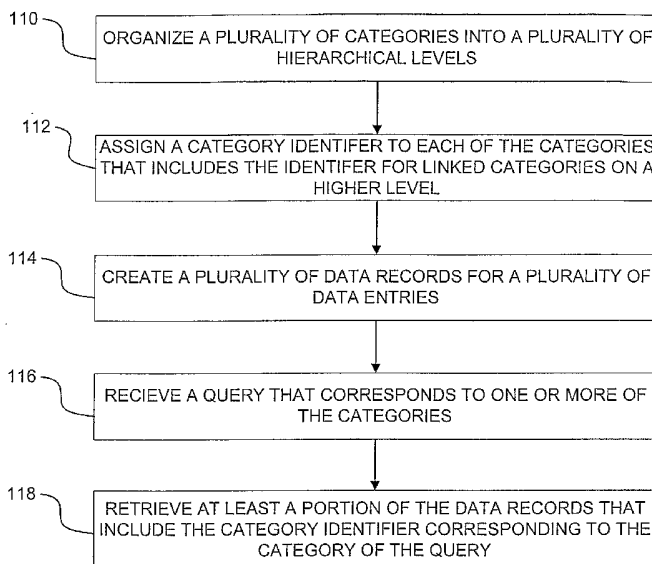 110
ORGANIZE A PLURALITY OF CATEGORIES INTO A PLURALITY OF
HIERARCHICAL LEVELS
112
ASSIGN A CATEGORY IDENTIFER TO EACH OF THE CATEGORIES
THAT INCLUDES THE IDENTIFER FOR LINKED CATEGORIES ON A
HIGHER LEVEL
114
CREATE A PLURALITY OF DATA RECORDS FOR A PLURALITY OF
DATA ENTRIES
116
RECIEVE A QUERY THAT CORRESPONDS TO ONE OR MORE OF
THE CATEGORIES
118
RETRIEVE AT LEAST A PORTION OF THE DATA RECORDS THAT
INCLUDE THE CATEGORY IDENTIFIER CORRESPONDING TO THE
CATEGORY OF THE QUERY